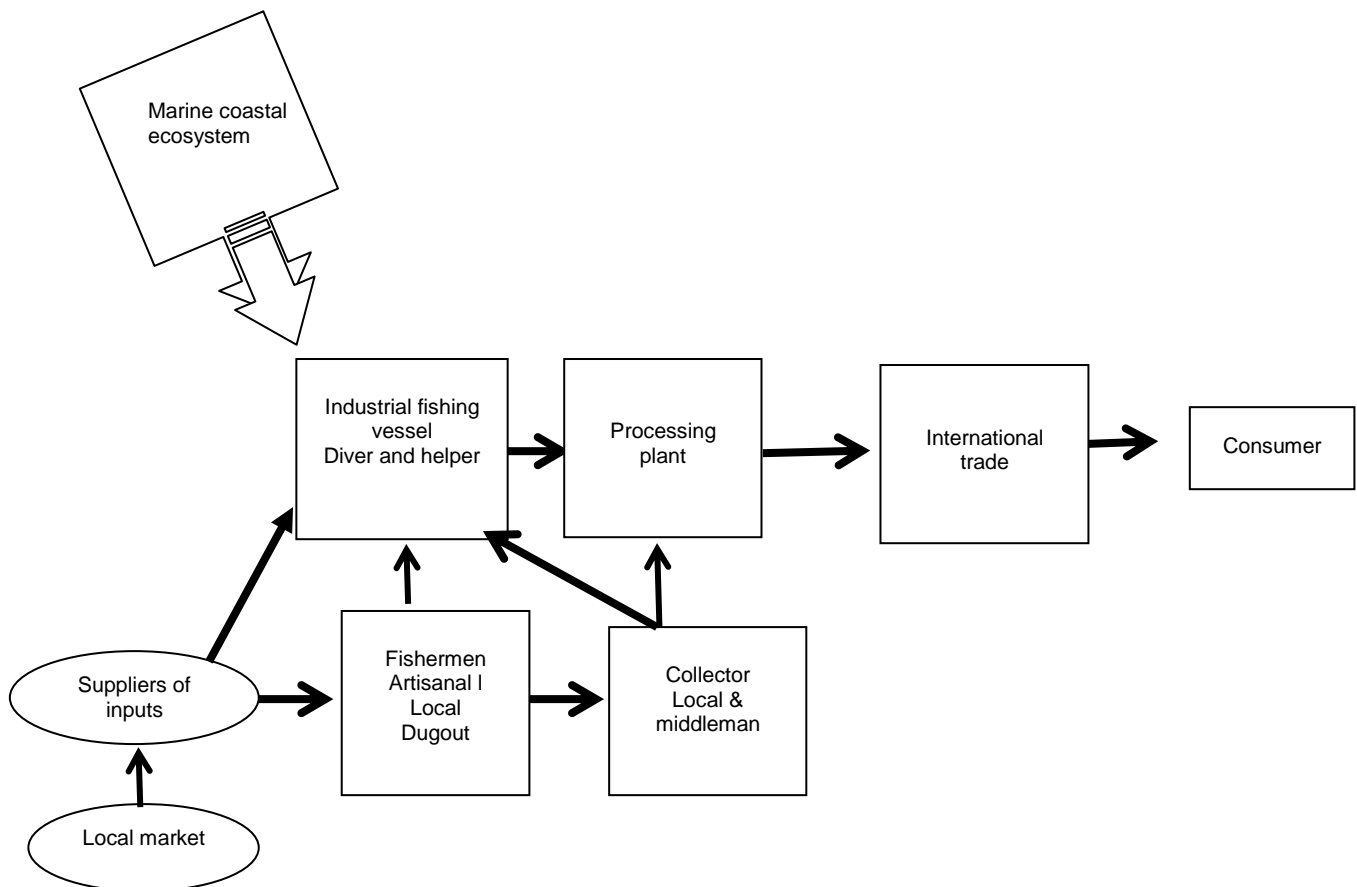 Marine coastal
ecosystem
Industrial fishing
vessel
Diver and helper
Processing
plant
International
trade
Consumer
Suppliers of
inputs
Fishermen
Artisanal l
Local
Dugout
Collector
Local &
middleman
Local market